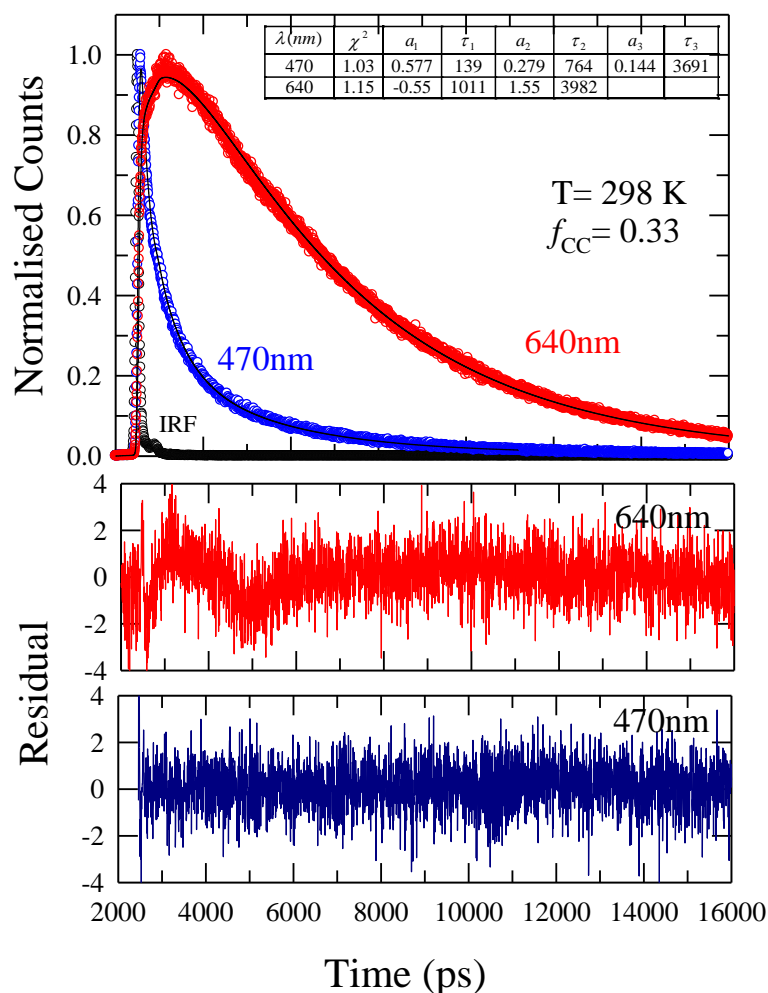 λ(nm) χ² a₁ τ₁ a₂ τ₂ a₃ τ₃
470 1.03 0.577 139 0.279 764 0.144 3691
640 1.15 -0.55 1011 1.55 3982
1.0
0.8
0.6
0.4
0.2
0.0
Normalised Counts
T= 298 K
f_CC= 0.33
470nm
640nm
IRF
4
2
0
-2
-4
640nm
Residual
4
2
0
-2
-4
470nm
2000 4000 6000 8000 10000 12000 14000 16000
Time (ps)